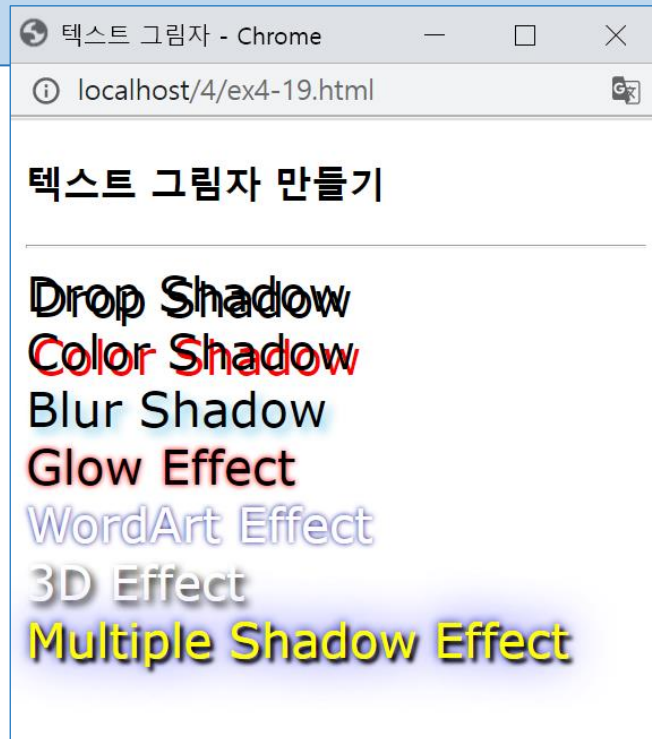 텍스트 그림자 - Chrome
localhost/4/ex4-19.html
텍스트 그림자 만들기
Drop Shadow
Color Shadow
Blur Shadow
Glow Effect
WordArt Effect
3D Effect
Multiple Shadow Effect